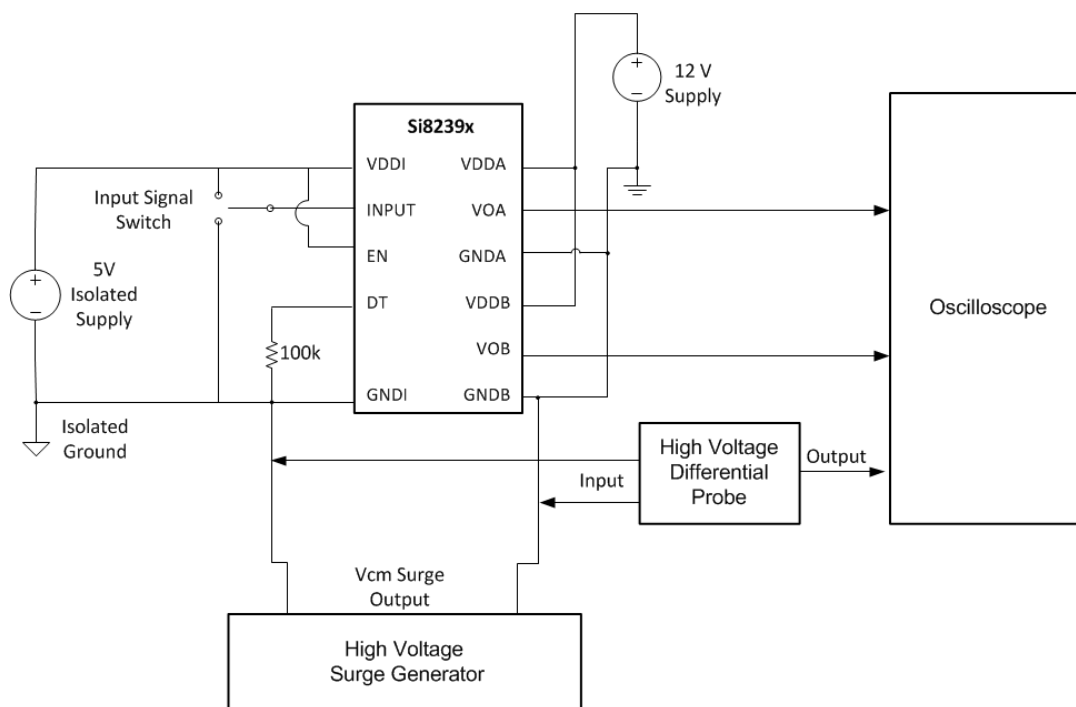 12 V
Supply
Si8239x
VDDI
VDDA
Input Signal
Switch
INPUT
VOA
EN
GNDA
5V
Isolated
Supply
+
−
+
−
DT
VDDB
Oscilloscope
100k
VOB
GNDI
GNDB
Isolated
Ground
High Voltage
Differential
Probe
Input
Output
Vcm Surge
Output
High Voltage
Surge Generator